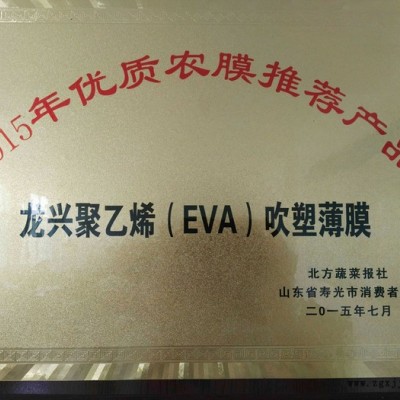 015年优质农膜推荐产品
龙兴聚乙烯（EVA）吹塑薄膜
北方蔬菜报社
山东省寿光市消费者
二〇一五年七月